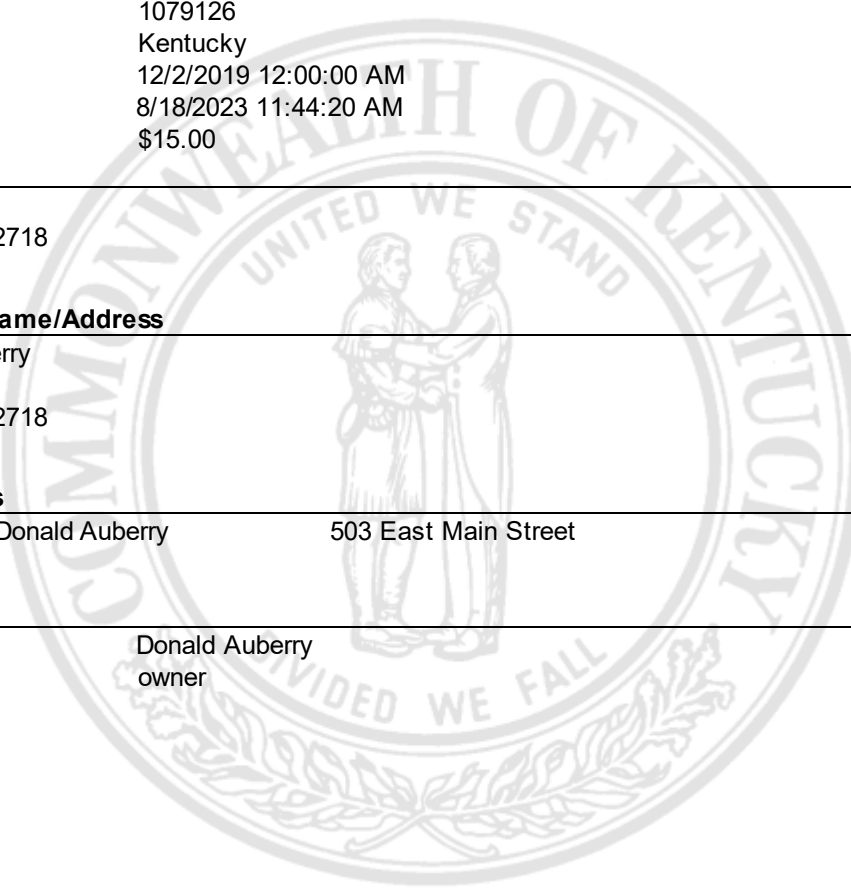 1079126
Kentucky
12/2/2019 12:00:00 AM
8/18/2023 11:44:20 AM
$15.00
2718
ame/Address
erry
2718
s
Donald Auberry 503 East Main Street
Donald Auberry
owner
COMMONWEALTH OF KENTUCKY
UNITED WE STAND
DIVIDED WE FALL